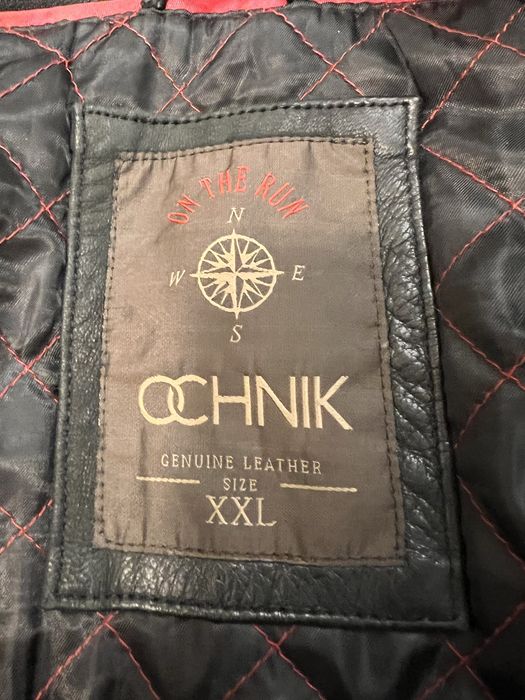 ON THE RUN
N
W E
S
OCHNIK
GENUINE LEATHER
SIZE
XXL